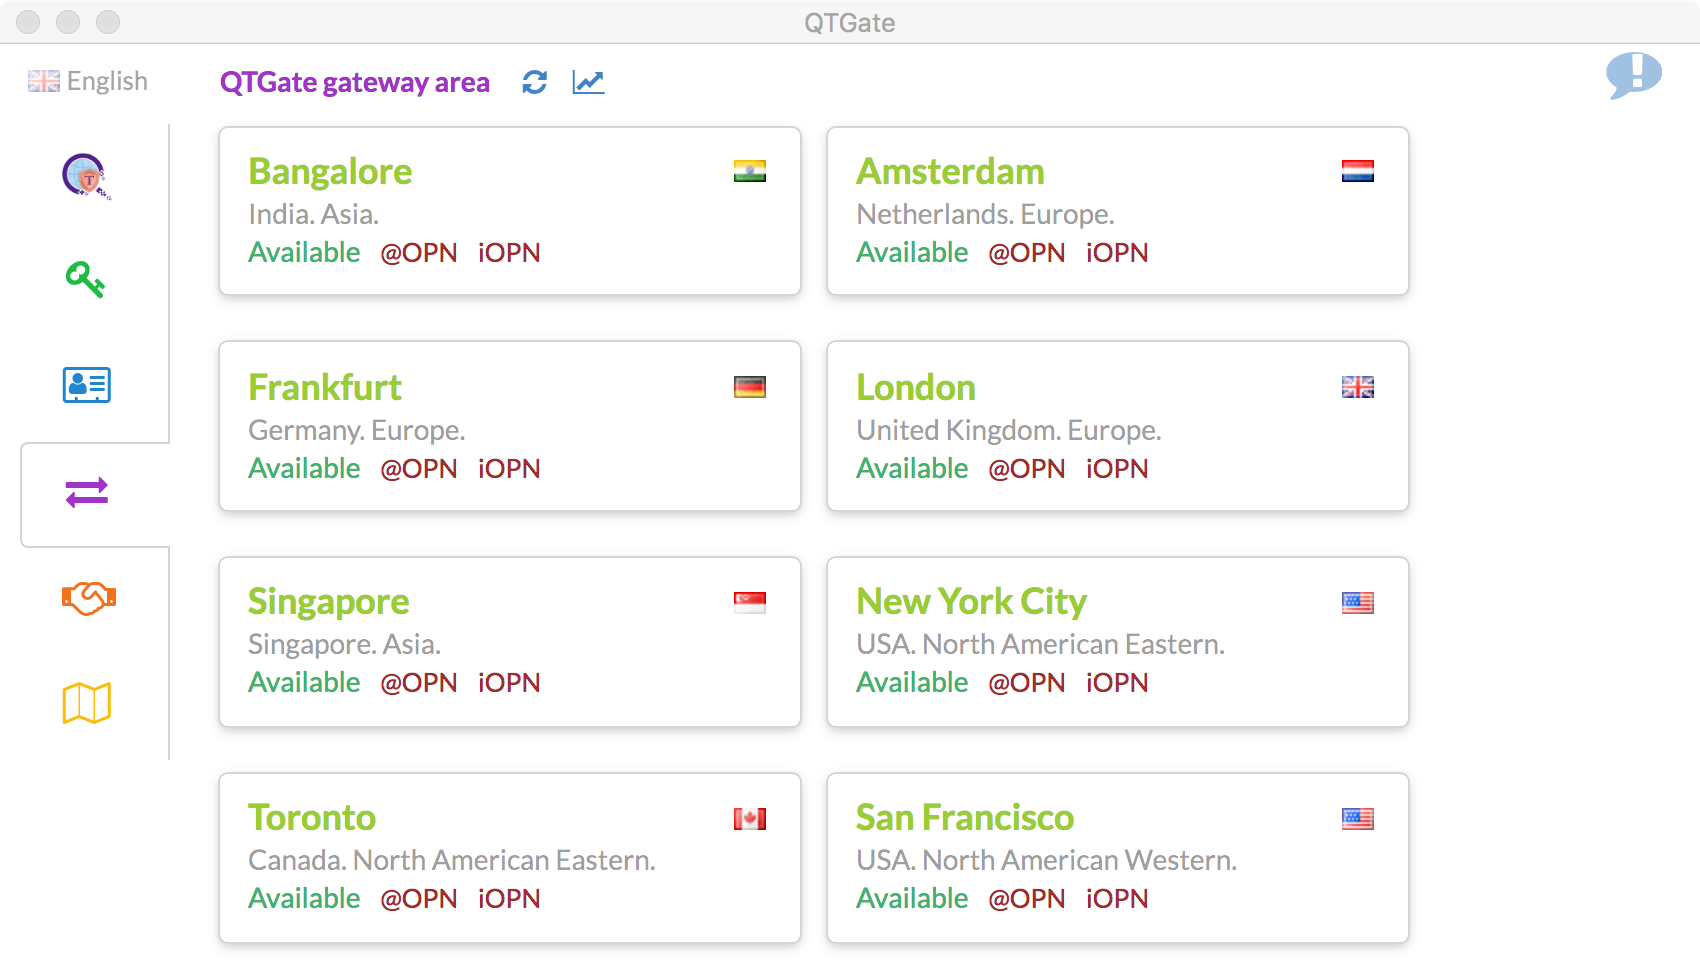 QTGate
English
QTGate gateway area
Bangalore
India. Asia.
Available @OPN iOPN
Amsterdam
Netherlands. Europe.
Available @OPN iOPN
Frankfurt
Germany. Europe.
Available @OPN iOPN
London
United Kingdom. Europe.
Available @OPN iOPN
Singapore
Singapore. Asia.
Available @OPN iOPN
New York City
USA. North American Eastern.
Available @OPN iOPN
Toronto
Canada. North American Eastern.
Available @OPN iOPN
San Francisco
USA. North American Western.
Available @OPN iOPN